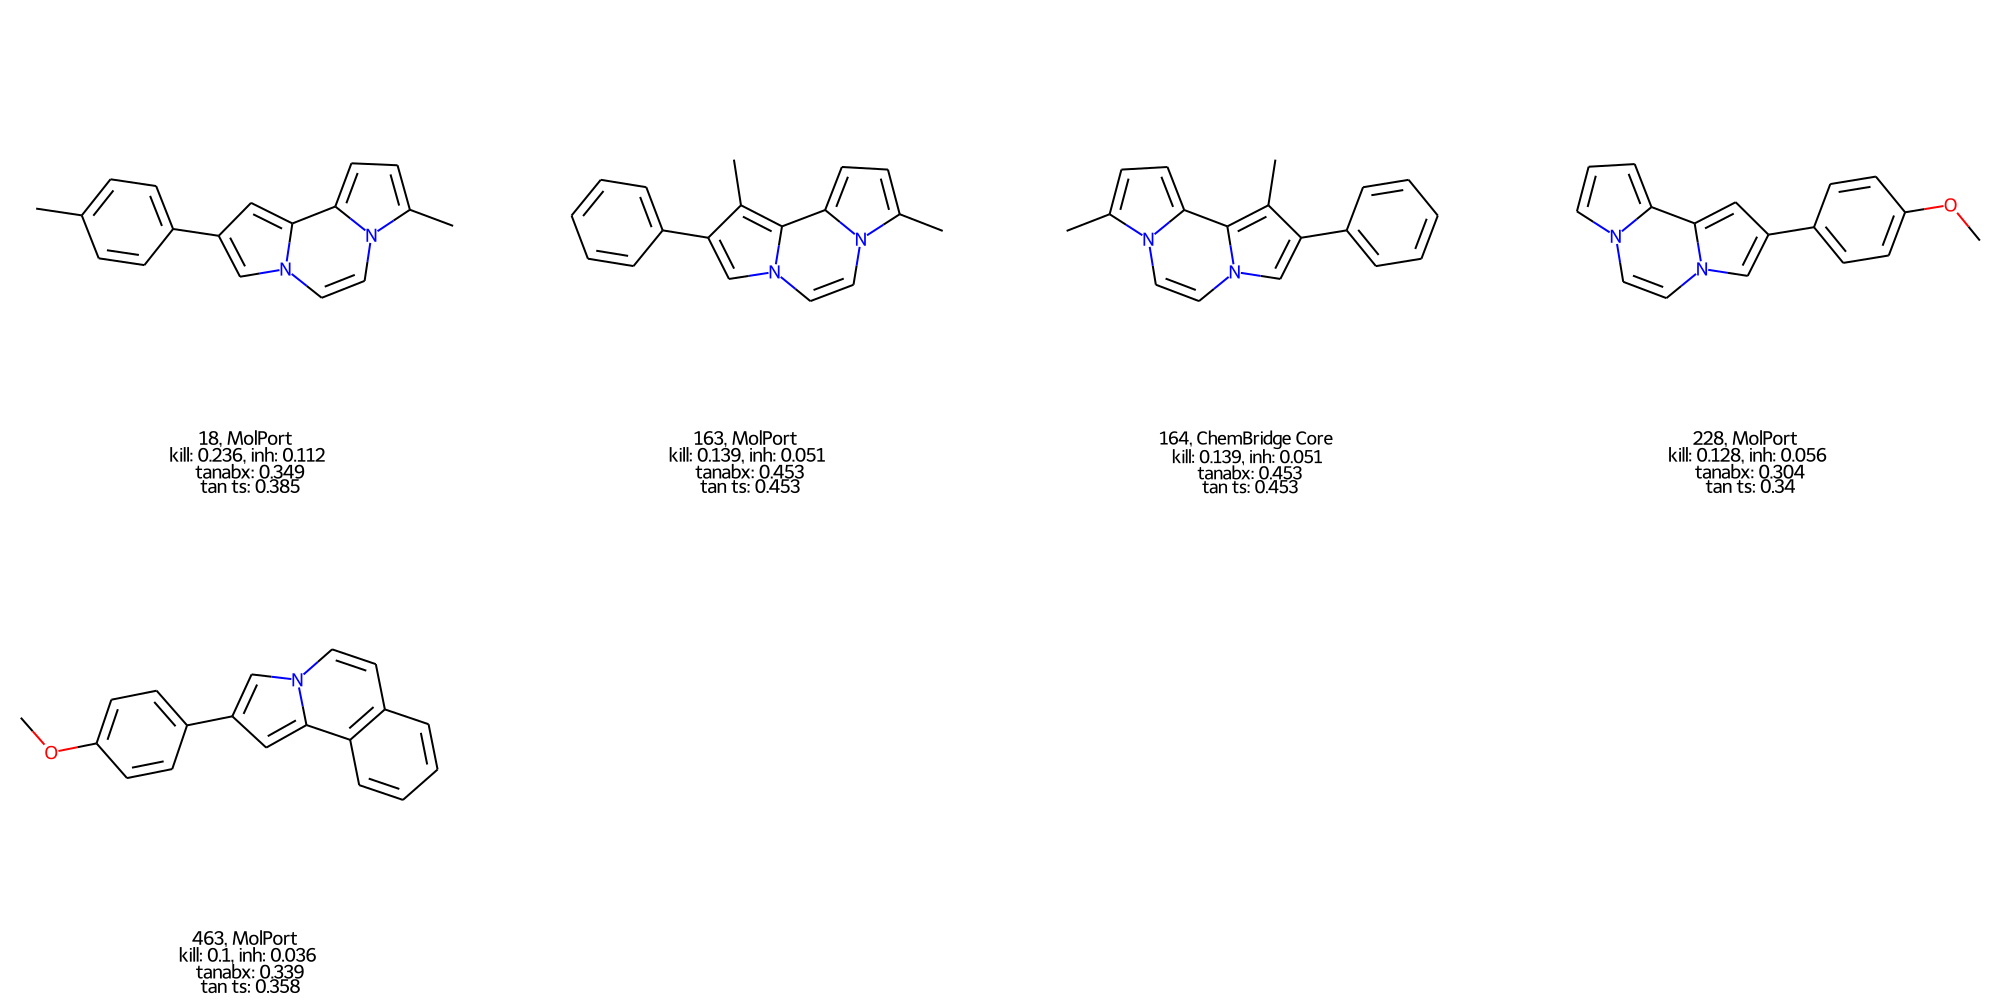 N
N
18, MolPort
kill: 0.236, inh: 0.112
tanabx: 0.349
tan ts: 0.385
N
N
163, MolPort
kill: 0.139, inh: 0.051
tanabx: 0.453
tan ts: 0.453
N
N
164, ChemBridge Core
kill: 0.139, inh: 0.051
tanabx: 0.453
tan ts: 0.453
O
N
N
228, MolPort
kill: 0.128, inh: 0.056
tanabx: 0.304
tan ts: 0.34
N
O
463, MolPort
kill: 0.1, inh: 0.036
tanabx: 0.339
tan ts: 0.358